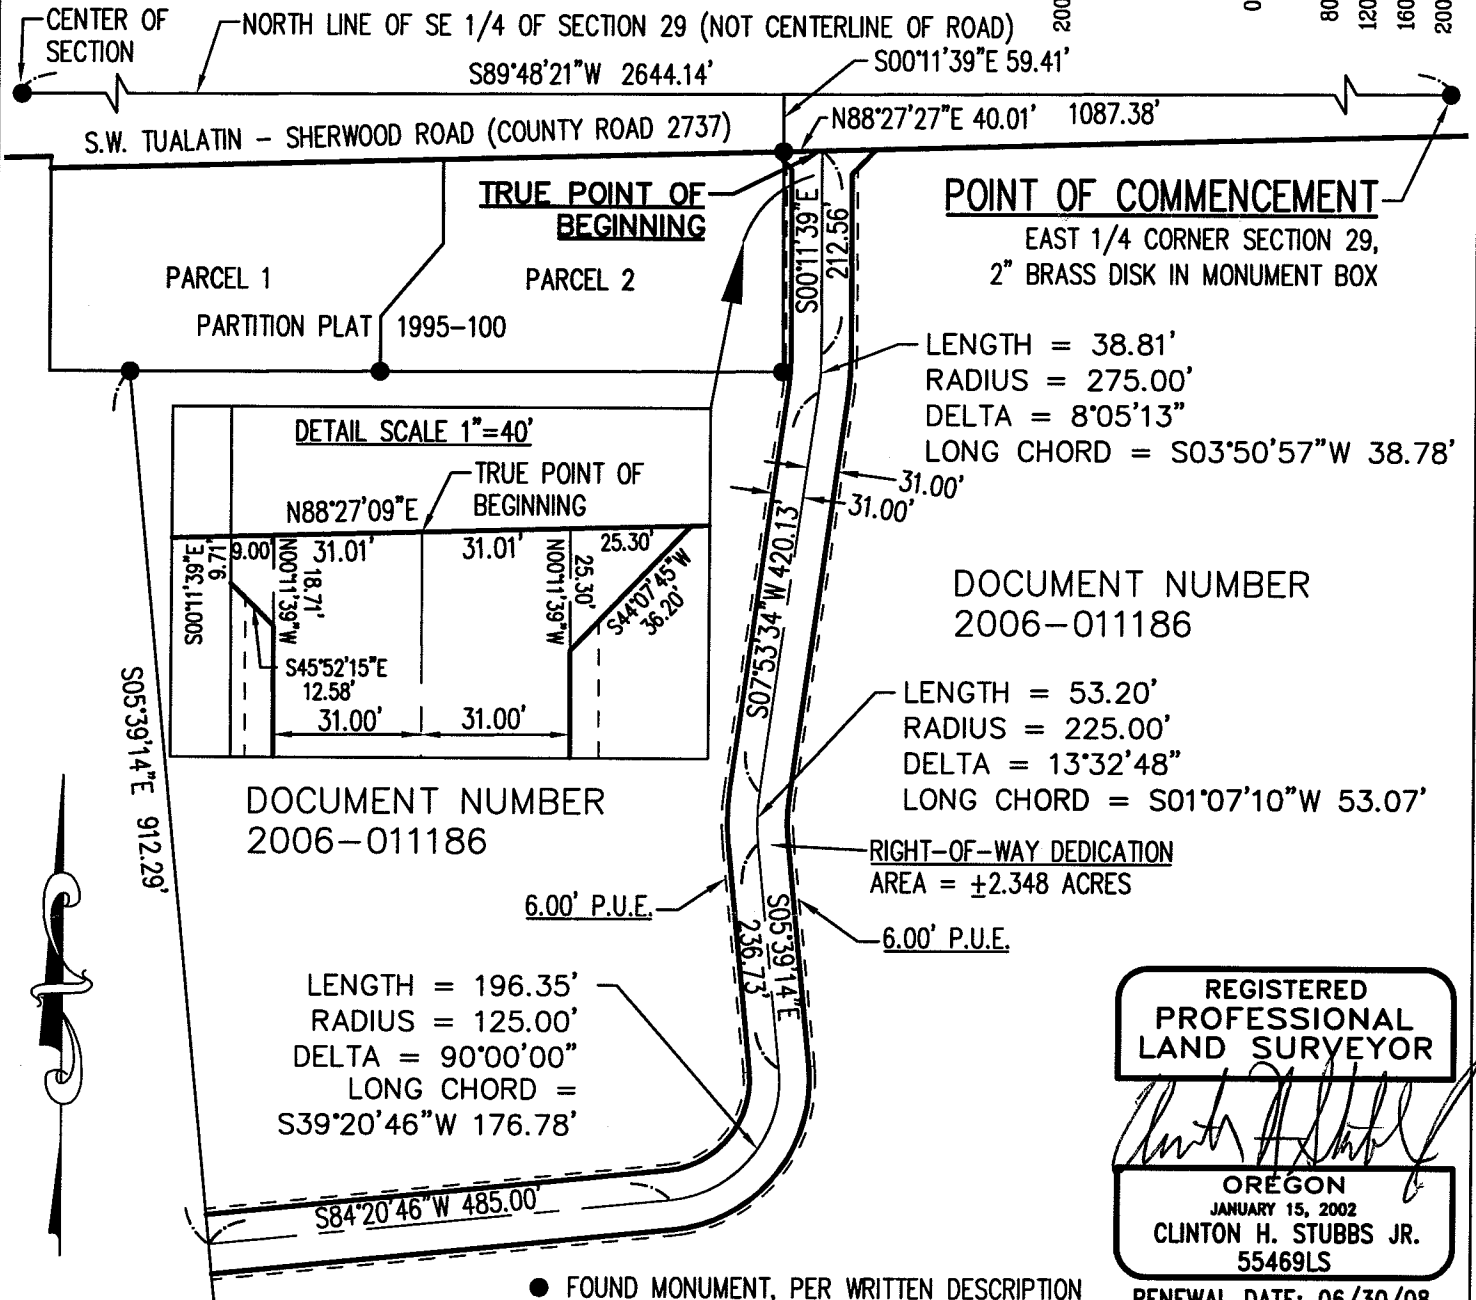 CENTER OF
SECTION
NORTH LINE OF SE 1/4 OF SECTION 29 (NOT CENTERLINE OF ROAD)
200
0
80
120
160
200
S89°48'21"W 2644.14'
S00°11'39"E 59.41'
N88°27'27"E 40.01'
1087.38'
S.W. TUALATIN - SHERWOOD ROAD (COUNTY ROAD 2737)
TRUE POINT OF
BEGINNING
POINT OF COMMENCEMENT
EAST 1/4 CORNER SECTION 29,
2" BRASS DISK IN MONUMENT BOX
S00°11'39"E
212.56'
PARCEL 1
PARCEL 2
PARTITION PLAT 1995-100
LENGTH = 38.81'
RADIUS = 275.00'
DELTA = 8°05'13"
LONG CHORD = S03°50'57"W 38.78'
DETAIL SCALE 1"=40'
TRUE POINT OF
BEGINNING
N88°27'09"E
S00°11'39"E
9.71'
9.00'
N00°11'39"W
18.71'
31.01'
31.01'
N00°11'39"W
25.30'
25.30'
S44°07'45"W
36.20'
S45°52'15"E
12.58'
31.00'
31.00'
31.00'
31.00'
S07°53'34"W 420.13'
DOCUMENT NUMBER
2006-011186
LENGTH = 53.20'
RADIUS = 225.00'
DELTA = 13°32'48"
LONG CHORD = S01°07'10"W 53.07'
S05°39'14"E 912.29'
DOCUMENT NUMBER
2006-011186
RIGHT-OF-WAY DEDICATION
AREA = ±2.348 ACRES
6.00' P.U.E.
6.00' P.U.E.
S05°39'14"E
236.73'
LENGTH = 196.35'
RADIUS = 125.00'
DELTA = 90°00'00"
LONG CHORD =
S39°20'46"W 176.78'
S84°20'46"W 485.00'
REGISTERED
PROFESSIONAL
LAND SURVEYOR
OREGON
JANUARY 15, 2002
CLINTON H. STUBBS JR.
55469LS
RENEWAL DATE: 06/30/08
FOUND MONUMENT, PER WRITTEN DESCRIPTION